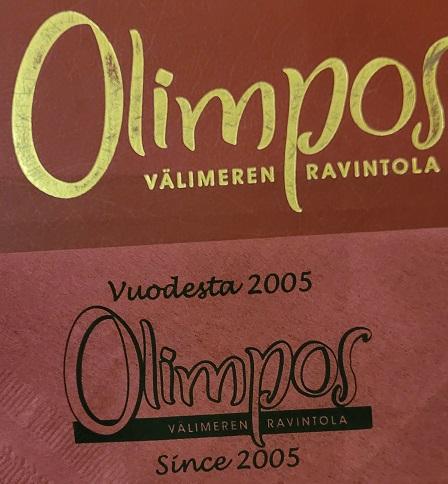 Olimpos
VÄLIMEREN RAVINTOLA
Vuodesta 2005
Olimpos
VÄLIMEREN RAVINTOLA
Since 2005